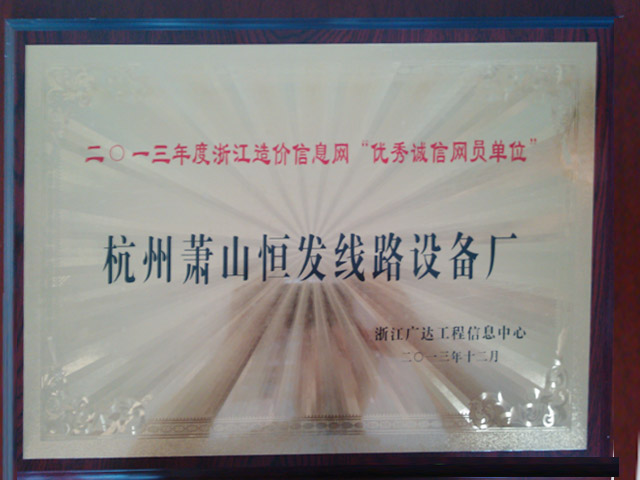 二〇一三年度浙江造价信息网“优秀诚信网员单位”
杭州萧山恒发线路设备厂
浙江广达工程信息中心
二〇一三年十二月